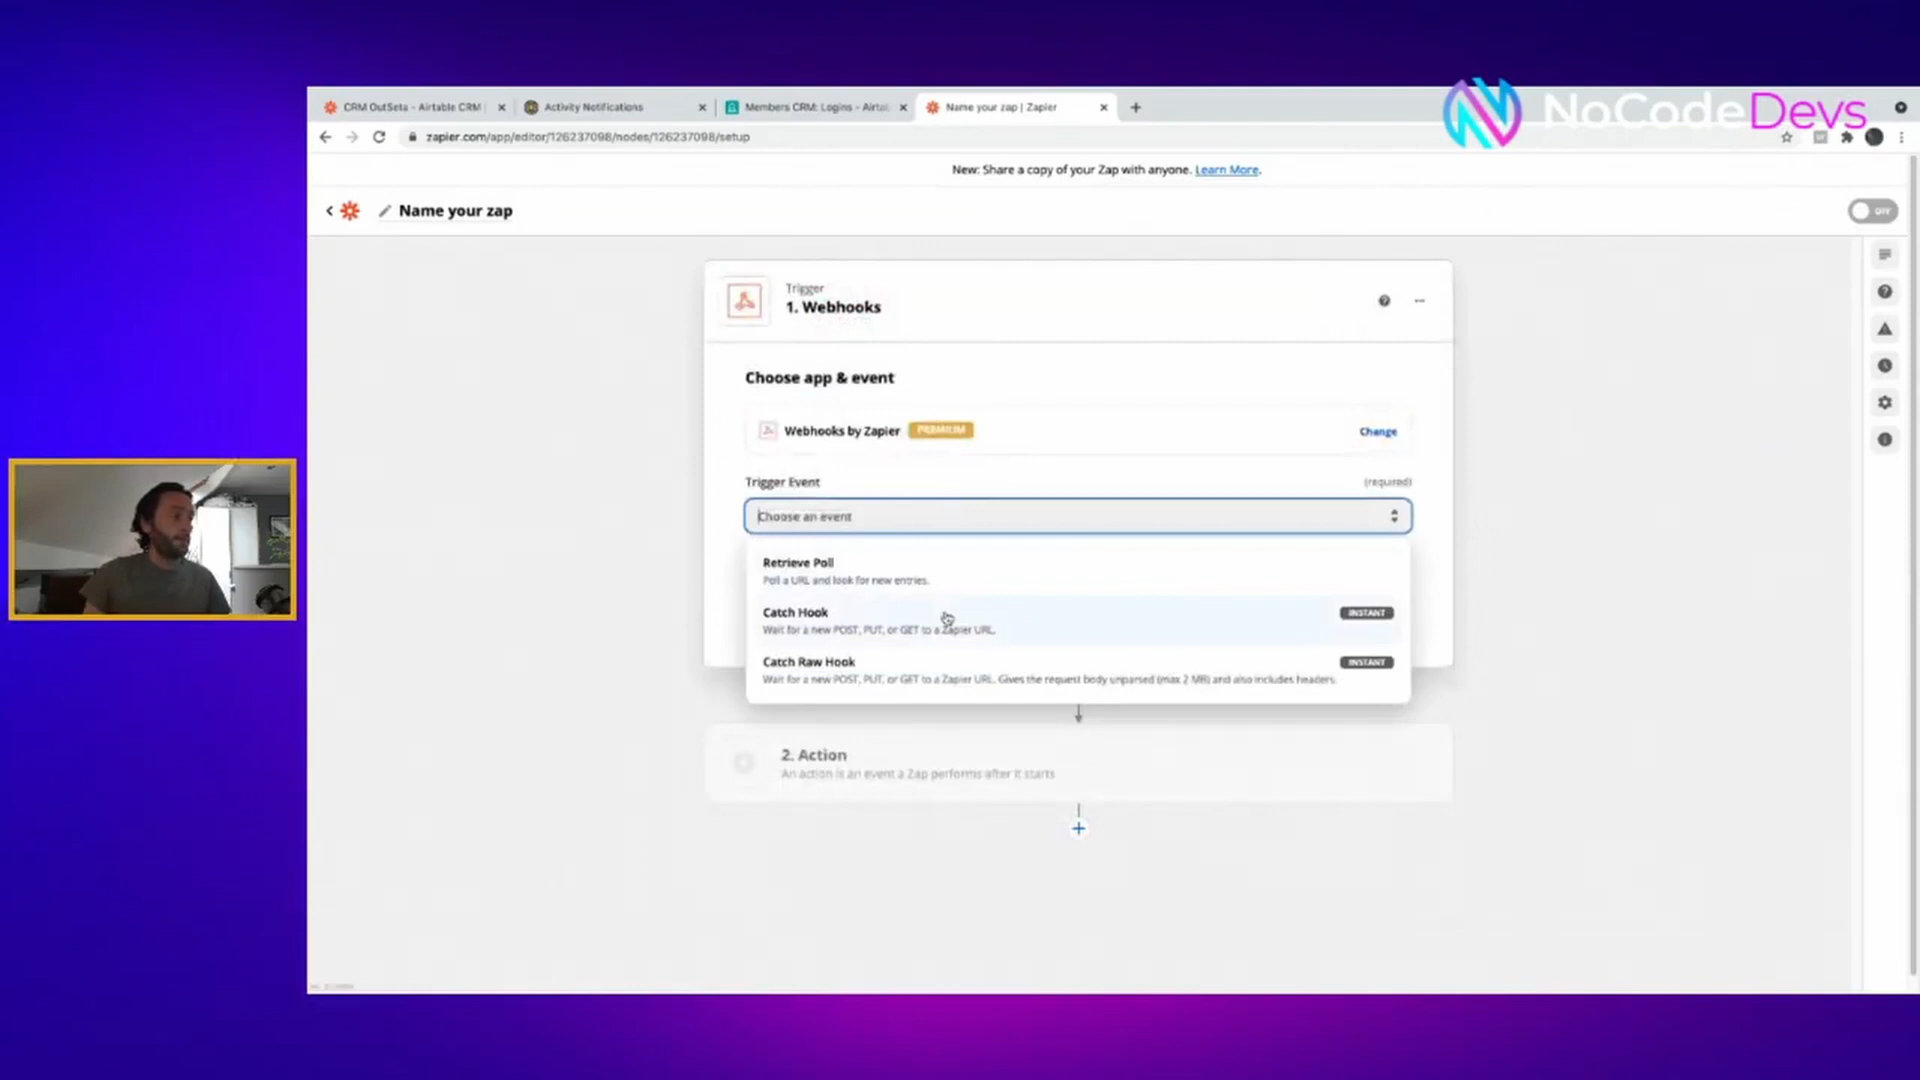 CRM OutSeta - Airtable CRM
Activity Notifications
Members CRM: Logins - Airtal
Name your zap | Zapier
NoCodeDevs
zapier.com/app/editor/126237098/nodes/126237098/setup
New: Share a copy of your Zap with anyone. Learn More.
Name your zap
OFF
Trigger
1. Webhooks
Choose app & event
Webhooks by Zapier PREMIUM
Change
Trigger Event
(required)
Choose an event
Retrieve Poll
Poll a URL and look for new entries.
Catch Hook
INSTANT
Wait for a new POST, PUT, or GET to a Zapier URL.
Catch Raw Hook
INSTANT
Wait for a new POST, PUT, or GET to a Zapier URL. Gives the request body unparsed (max 2 MB) and also includes headers.
2. Action
An action is an event a Zap performs after it starts